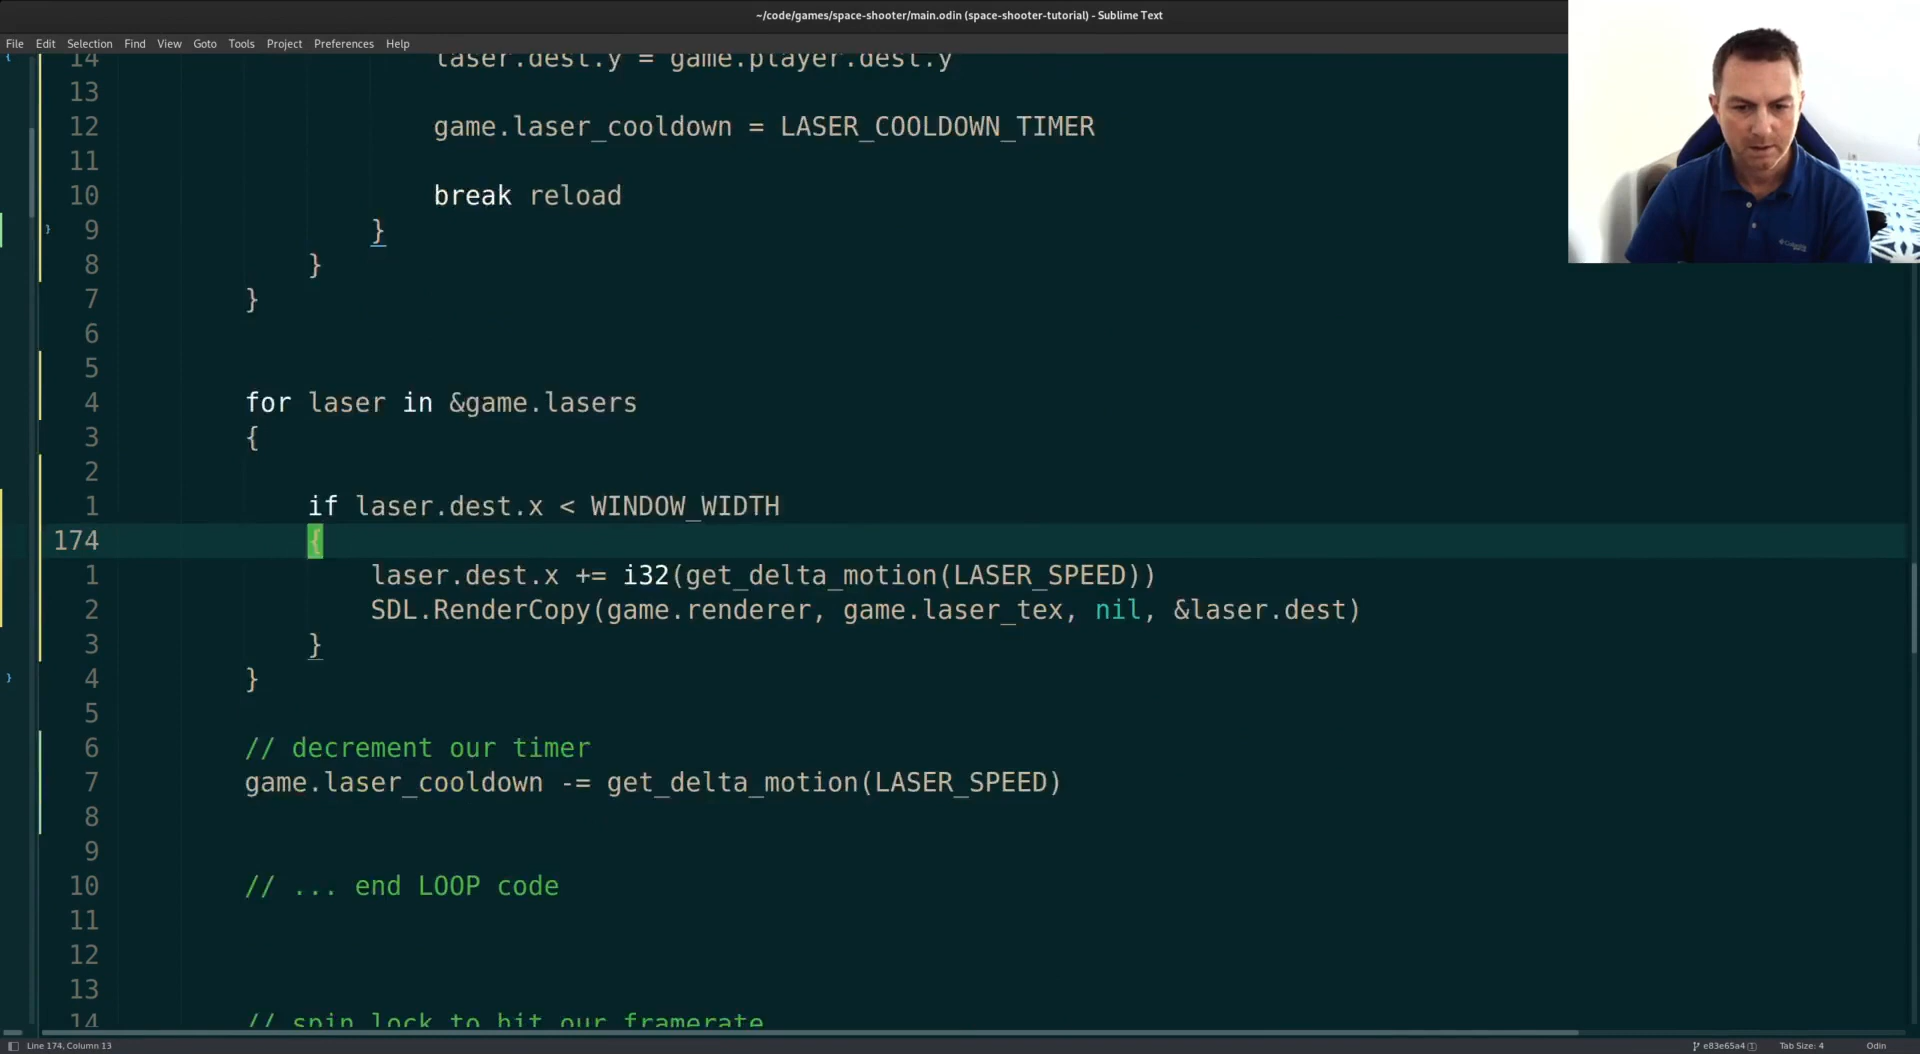 ~/code/games/space-shooter/main.odin (space-shooter-tutorial) - Sublime Text
File Edit Selection Find View Goto Tools Project Preferences Help
14 laser.dest.y = game.player.dest.y
13
12 game.laser_cooldown = LASER_COOLDOWN_TIMER
11
10 break reload
9 }
8 }
7 }
6
5
4 for laser in &game.lasers
3 {
2
1 if laser.dest.x < WINDOW_WIDTH
174 {
1 laser.dest.x += i32(get_delta_motion(LASER_SPEED))
2 SDL.RenderCopy(game.renderer, game.laser_tex, nil, &laser.dest)
3 }
4 }
5
6 // decrement our timer
7 game.laser_cooldown -= get_delta_motion(LASER_SPEED)
8
9
10 // ... end LOOP code
11
12
13
14 // spin lock to hit our framerate
Line 174, Column 13 e83e65a4 1 Tab Size: 4 Odin